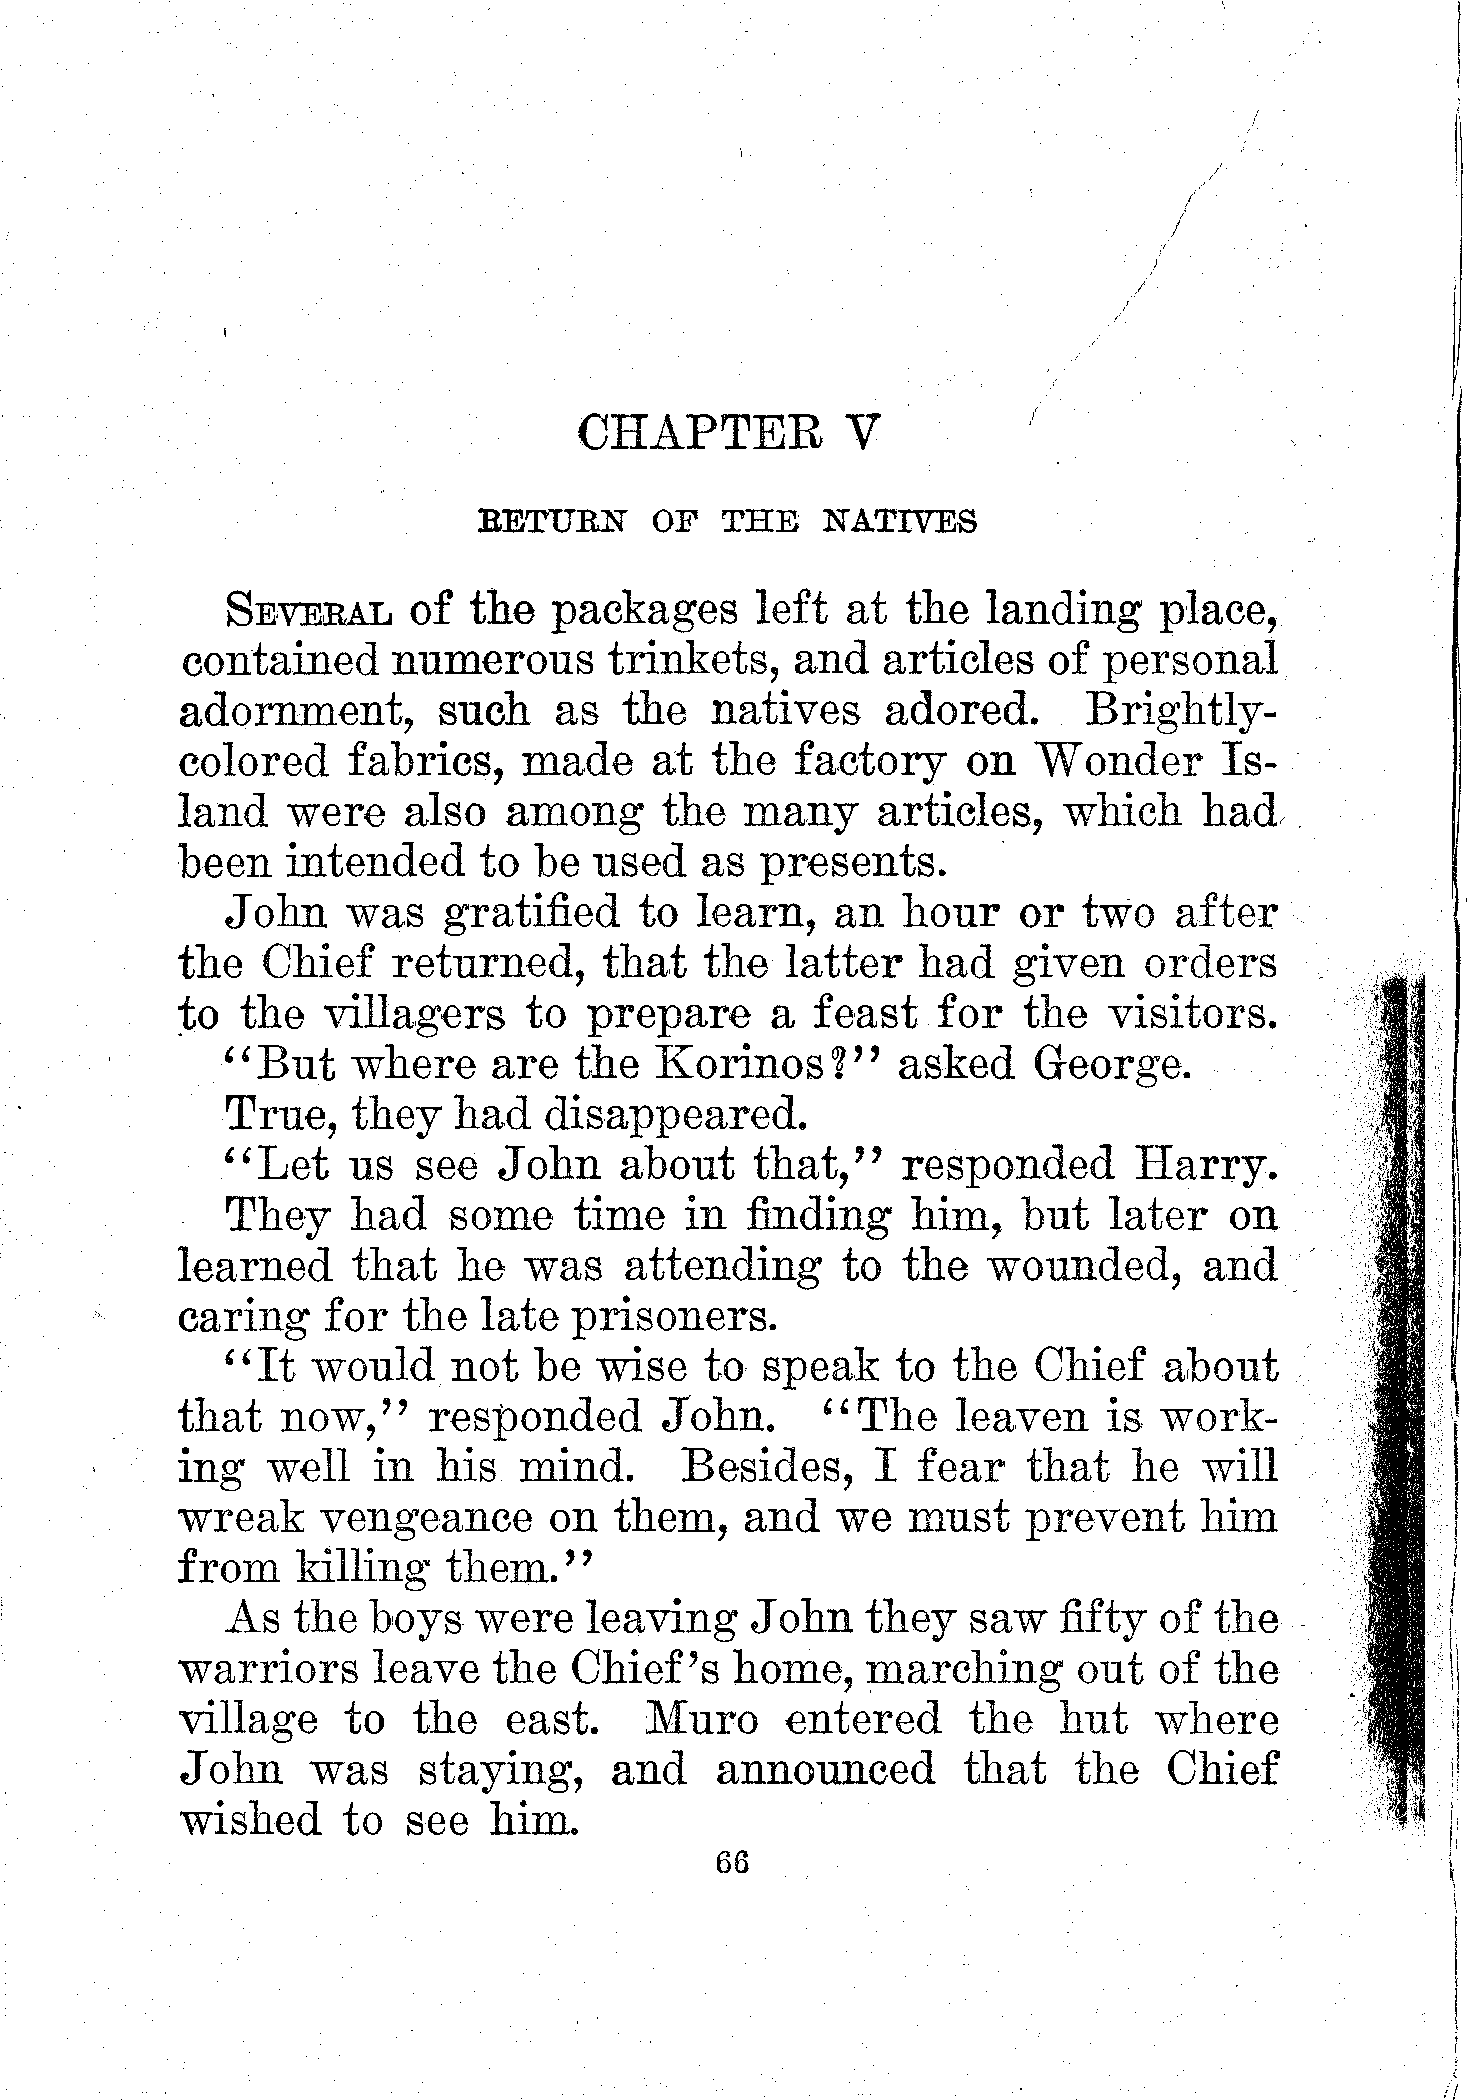 CHAPTER V
RETURN OF THE NATIVES
SEVERAL of the packages left at the landing place,
contained numerous trinkets, and articles of personal
adornment, such as the natives adored. Brightly-
colored fabrics, made at the factory on Wonder Is-
land were also among the many articles, which had
been intended to be used as presents.
John was gratified to learn, an hour or two after
the Chief returned, that the latter had given orders
to the villagers to prepare a feast for the visitors.
"But where are the Korinos?" asked George.
True, they had disappeared.
"Let us see John about that," responded Harry.
They had some time in finding him, but later on
learned that he was attending to the wounded, and
caring for the late prisoners.
"It would not be wise to speak to the Chief about
that now," responded John. "The leaven is work-
ing well in his mind. Besides, I fear that he will
wreak vengeance on them, and we must prevent him
from killing them."
As the boys were leaving John they saw fifty of the
warriors leave the Chief's home, marching out of the
village to the east. Muro entered the hut where
John was staying, and announced that the Chief
wished to see him.
66